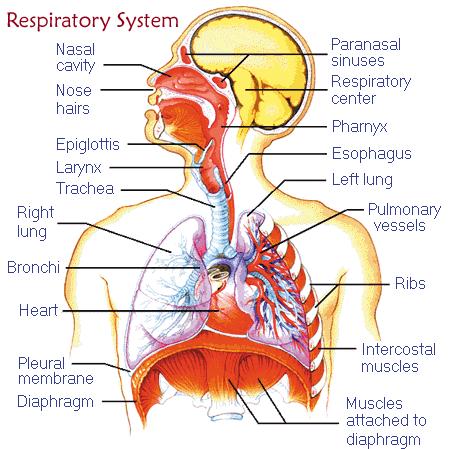 Respiratory System
Nasal
cavity
Nose
hairs
Epiglottis
Larynx
Trachea
Right
lung
Bronchi
Heart
Pleural
membrane
Diaphragm
Paranasal
sinuses
Respiratory
center
Pharnyx
Esophagus
Left lung
Pulmonary
vessels
Ribs
Intercostal
muscles
Muscles
attached to
diaphragm